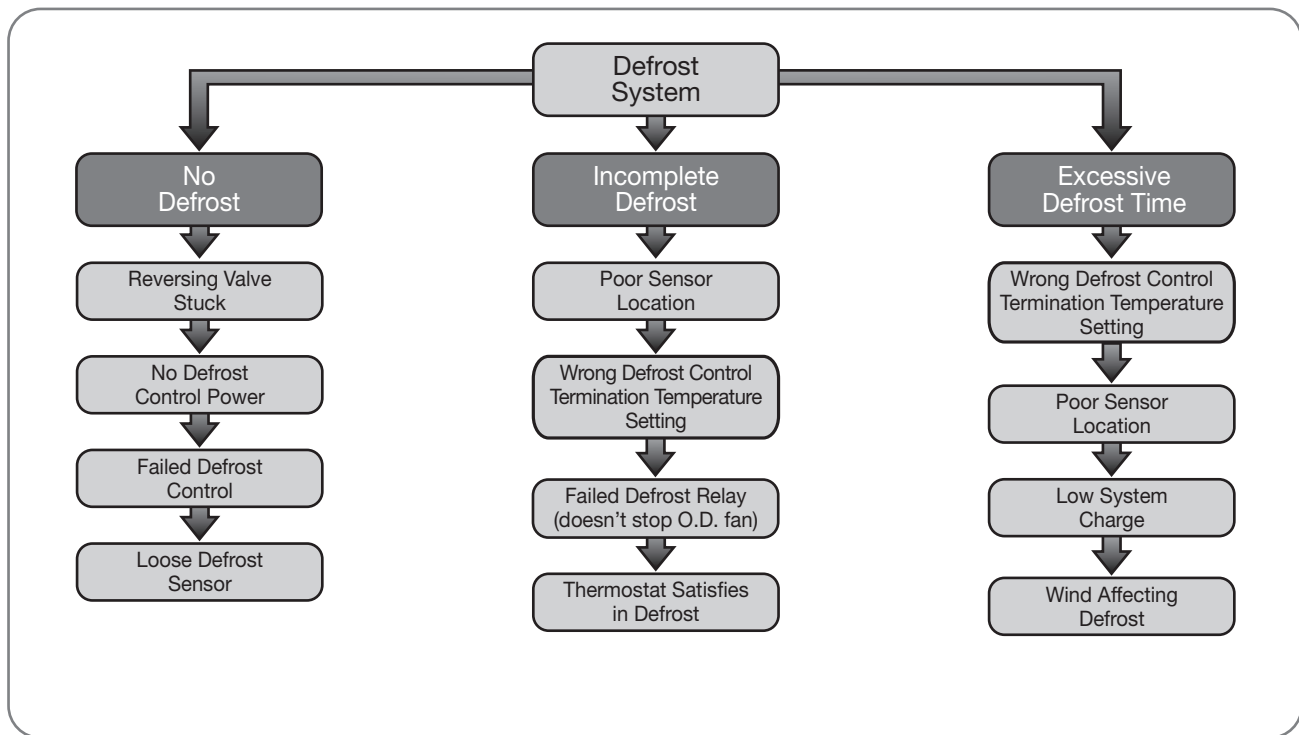 Defrost
System
No
Defrost
Reversing Valve
Stuck
No Defrost
Control Power
Failed Defrost
Control
Loose Defrost
Sensor
Incomplete
Defrost
Poor Sensor
Location
Wrong Defrost Control
Termination Temperature
Setting
Failed Defrost Relay
(doesn't stop O.D. fan)
Thermostat Satisfies
in Defrost
Excessive
Defrost Time
Wrong Defrost Control
Termination Temperature
Setting
Poor Sensor
Location
Low System
Charge
Wind Affecting
Defrost